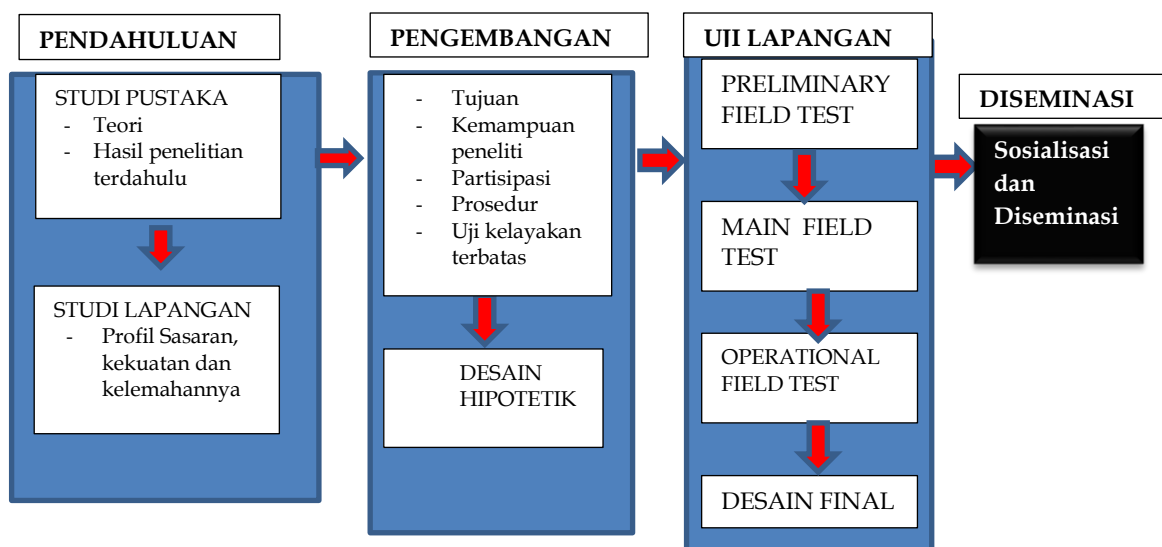 PENDAHULUAN
STUDI PUSTAKA
- Teori
- Hasil penelitian
terdahulu
STUDI LAPANGAN
- Profil Sasaran,
kekuatan dan
kelemahannya
PENGEMBANGAN
- Tujuan
- Kemampuan
peneliti
- Partisipasi
- Prosedur
- Uji kelayakan
terbatas
DESAIN
HIPOTETIK
UJI LAPANGAN
PRELIMINARY
FIELD TEST
MAIN FIELD
TEST
OPERATIONAL
FIELD TEST
DESAIN FINAL
DISEMINASI
Sosialisasi
dan
Diseminasi